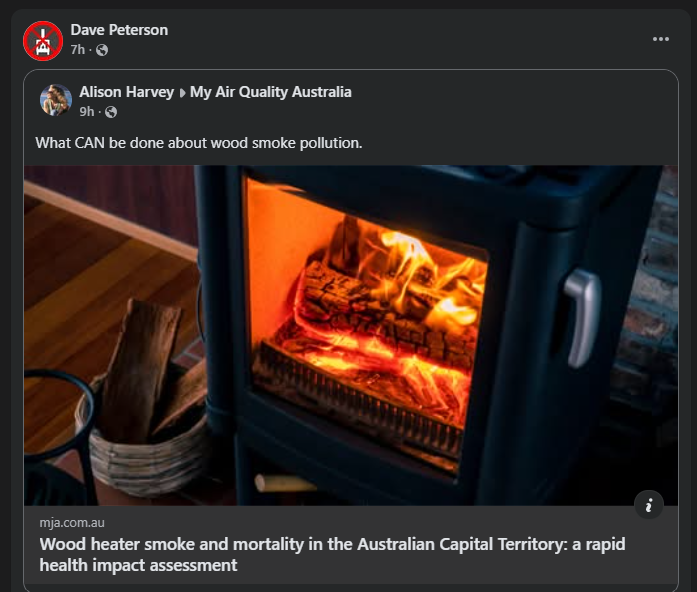 Dave Peterson
7h ·
Alison Harvey ▸ My Air Quality Australia
9h ·
What CAN be done about wood smoke pollution.
mja.com.au
Wood heater smoke and mortality in the Australian Capital Territory: a rapid
health impact assessment